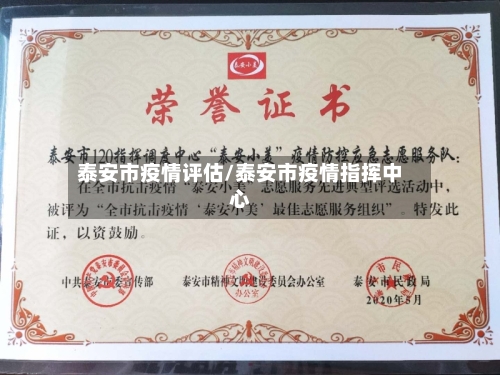 泰安小美
荣誉证书
泰安市120指挥调度中心“泰安小美”疫情防控应急志愿服务队：
泰安市疫情评估/泰安市疫情指挥中
心
在全市抗击疫情“泰安小美”志愿服务先进典型评选活动中，
被评为“全市抗击疫情‘泰安小美’最佳志愿服务组织”。特发此
证，以资鼓励。
中共泰安市委宣传部 泰安市精神文明建设委员会办公室 泰安市民政局
2020年5月